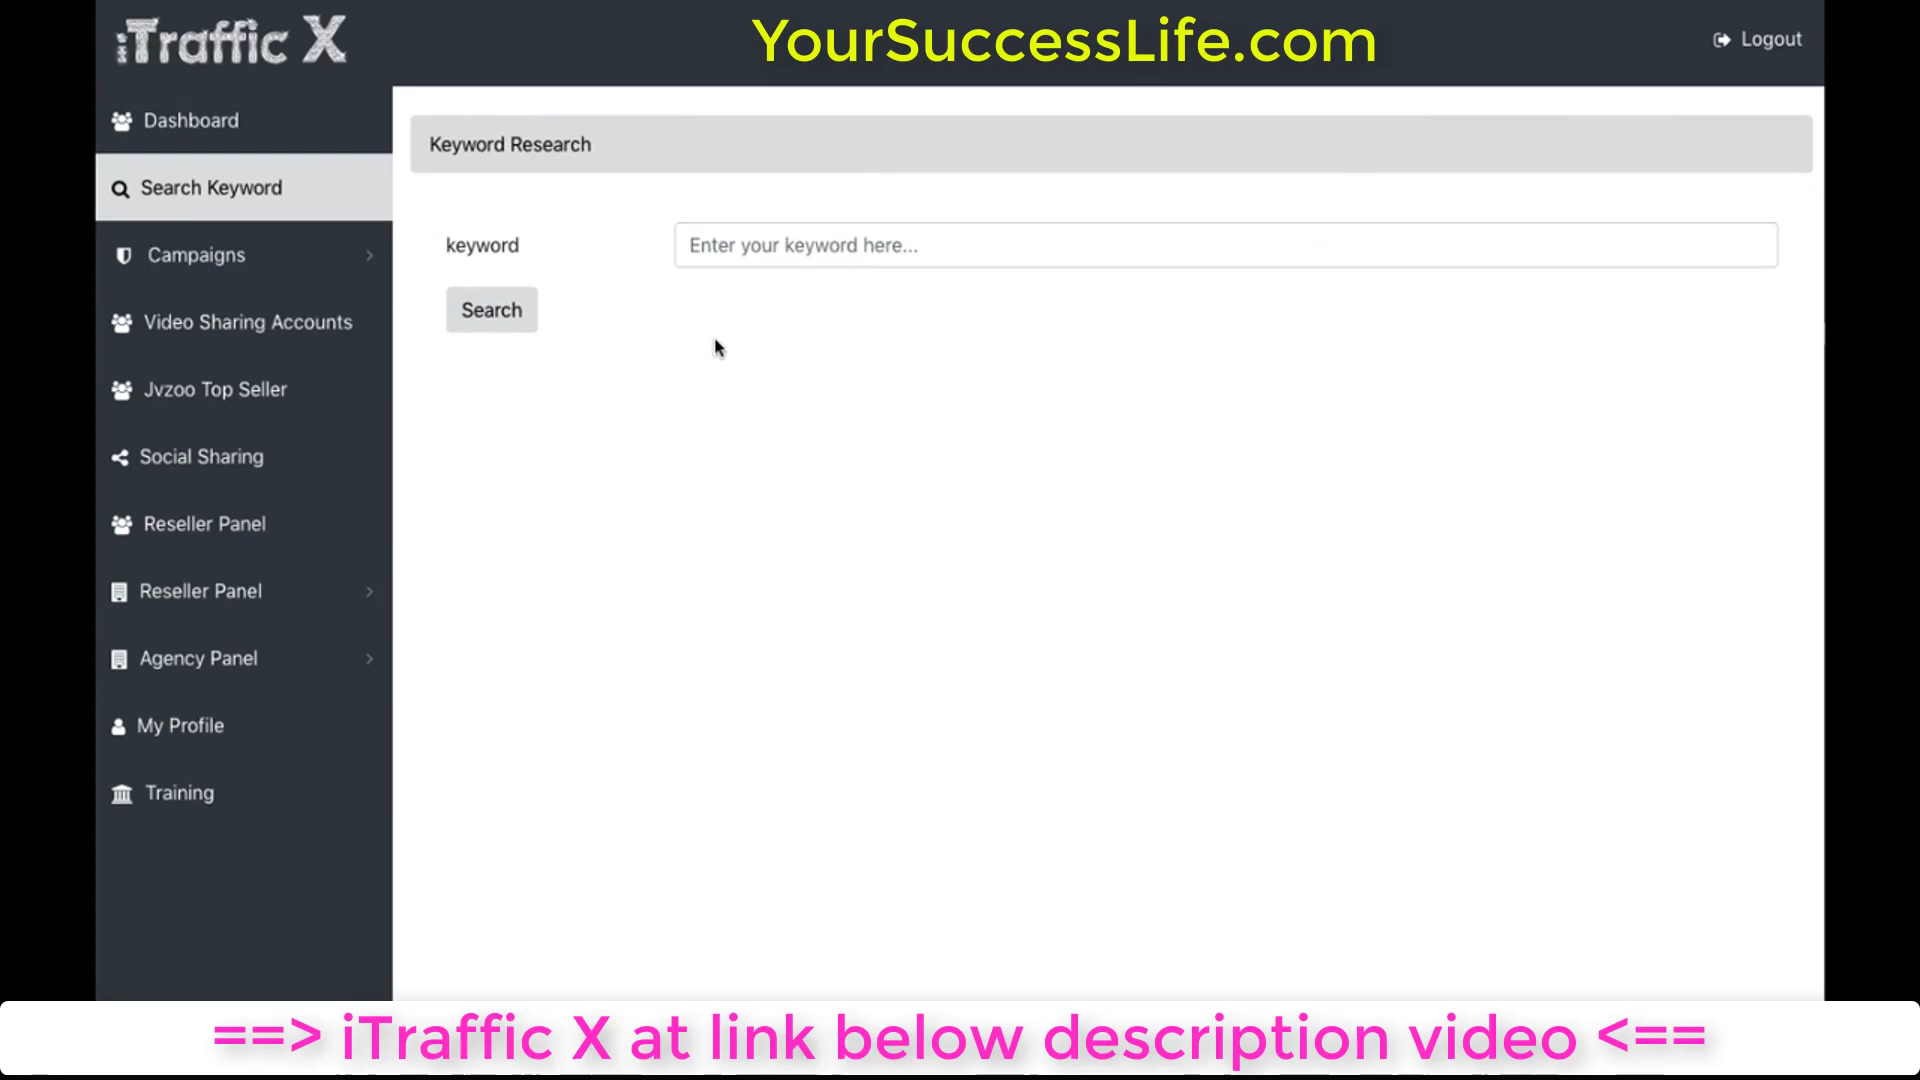 iTraffic X
YourSuccessLife.com
Logout
Dashboard
Search Keyword
Campaigns
Video Sharing Accounts
Jvzoo Top Seller
Social Sharing
Reseller Panel
Reseller Panel
Agency Panel
My Profile
Training
Keyword Research
keyword
Enter your keyword here...
Search
==> iTraffic X at link below description video <==